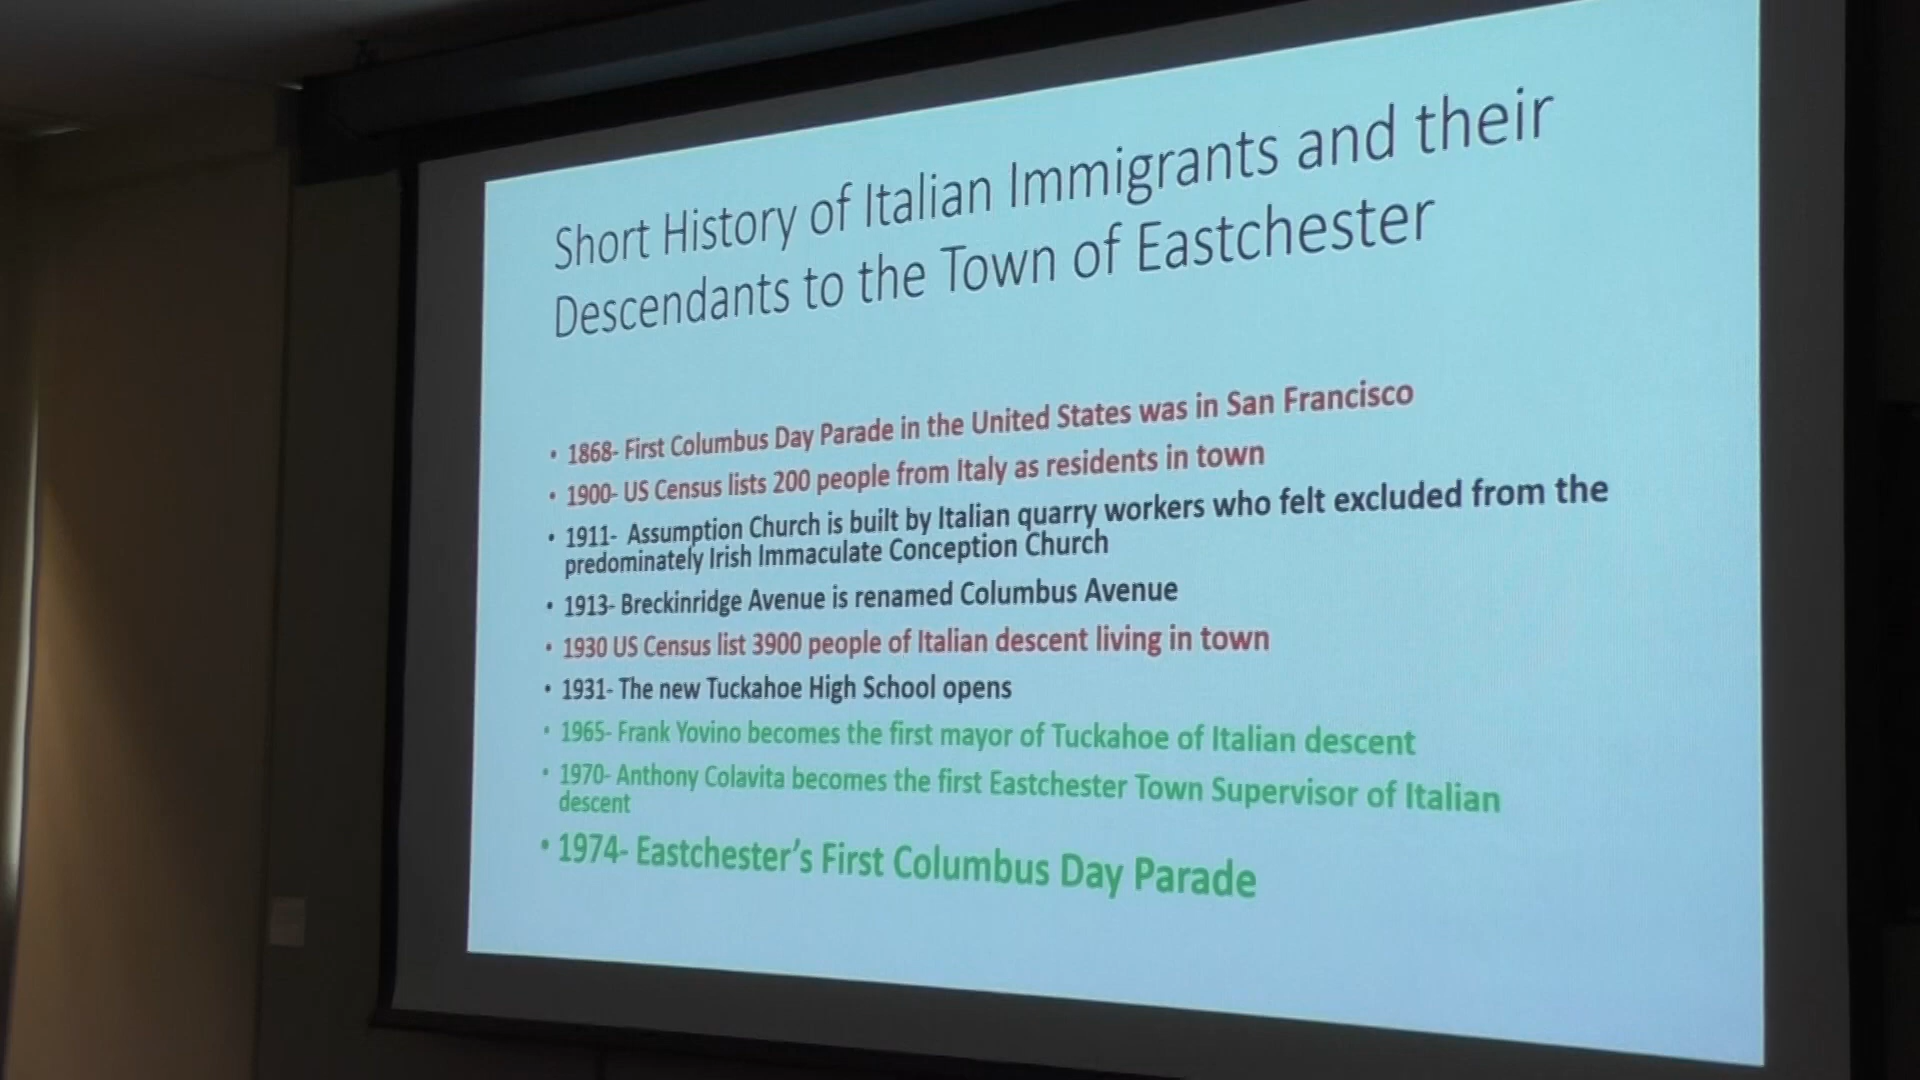 Short History of Italian Immigrants and their
Descendants to the Town of Eastchester
• 1868- First Columbus Day Parade in the United States was in San Francisco
• 1900- US Census lists 200 people from Italy as residents in town
• 1911- Assumption Church is built by Italian quarry workers who felt excluded from the
predominately Irish Immaculate Conception Church
• 1913- Breckinridge Avenue is renamed Columbus Avenue
• 1930 US Census list 3900 people of Italian descent living in town
• 1931- The new Tuckahoe High School opens
• 1965- Frank Yovino becomes the first mayor of Tuckahoe of Italian descent
• 1970- Anthony Colavita becomes the first Eastchester Town Supervisor of Italian
descent
• 1974- Eastchester's First Columbus Day Parade